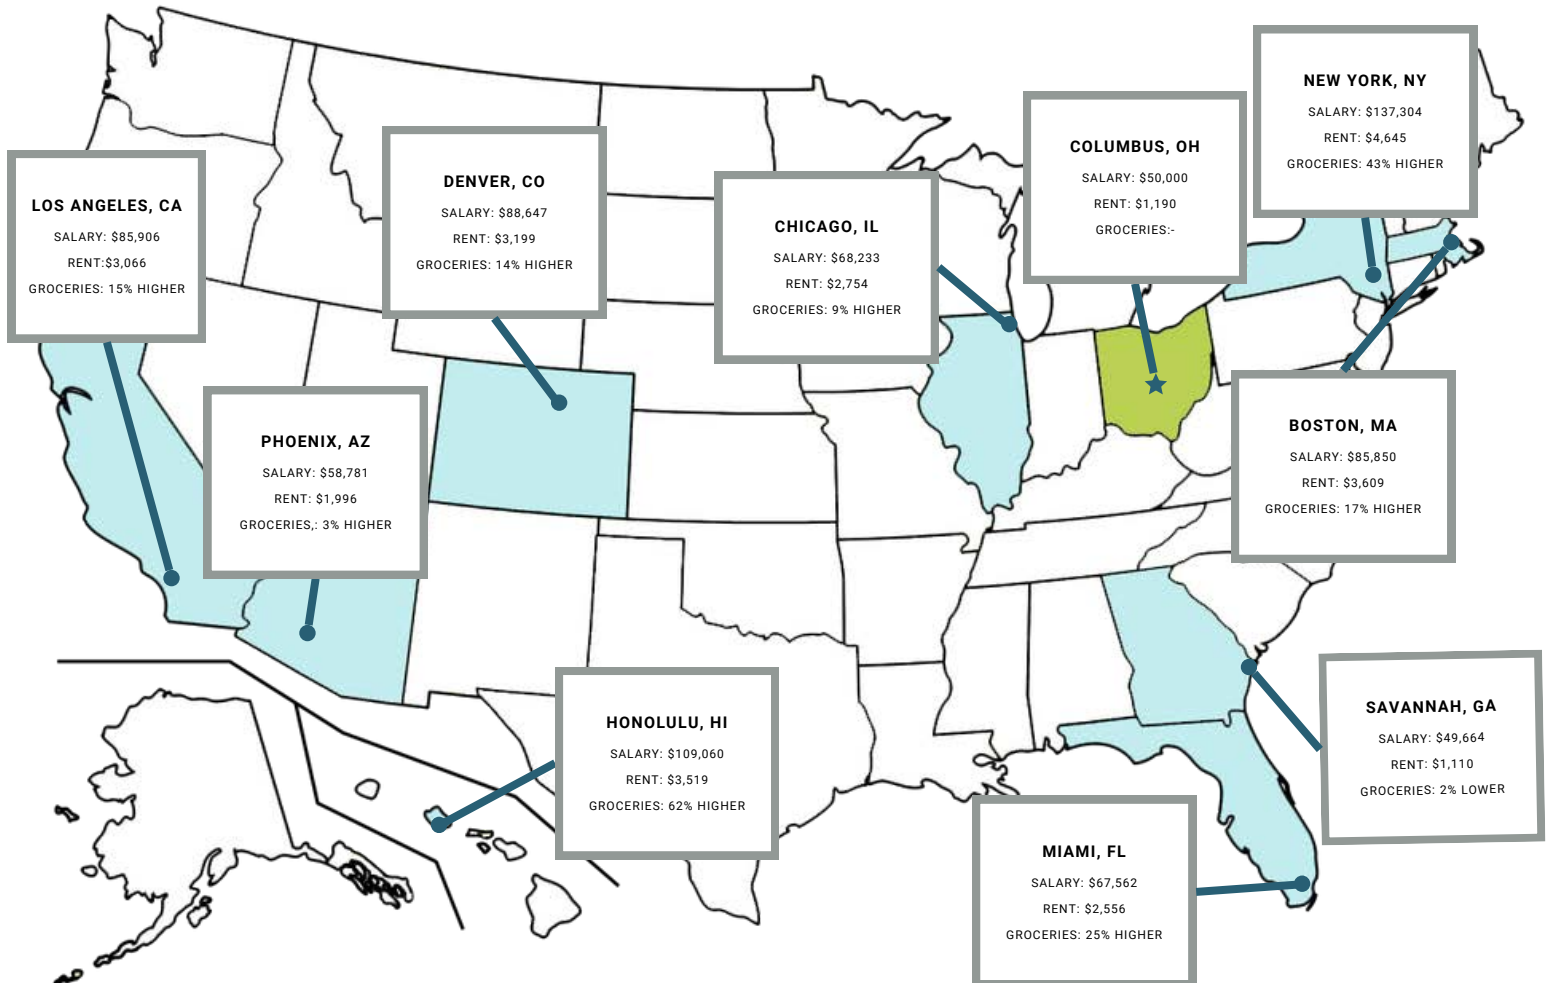 NEW YORK, NY
SALARY: $137,304
RENT: $4,645
GROCERIES: 43% HIGHER
COLUMBUS, OH
SALARY: $50,000
RENT: $1,190
GROCERIES:-
DENVER, CO
SALARY: $88,647
RENT: $3,199
GROCERIES: 14% HIGHER
LOS ANGELES, CA
SALARY: $85,906
RENT:$3,066
GROCERIES: 15% HIGHER
CHICAGO, IL
SALARY: $68,233
RENT: $2,754
GROCERIES: 9% HIGHER
PHOENIX, AZ
SALARY: $58,781
RENT: $1,996
GROCERIES,: 3% HIGHER
BOSTON, MA
SALARY: $85,850
RENT: $3,609
GROCERIES: 17% HIGHER
HONOLULU, HI
SALARY: $109,060
RENT: $3,519
GROCERIES: 62% HIGHER
SAVANNAH, GA
SALARY: $49,664
RENT: $1,110
GROCERIES: 2% LOWER
MIAMI, FL
SALARY: $67,562
RENT: $2,556
GROCERIES: 25% HIGHER